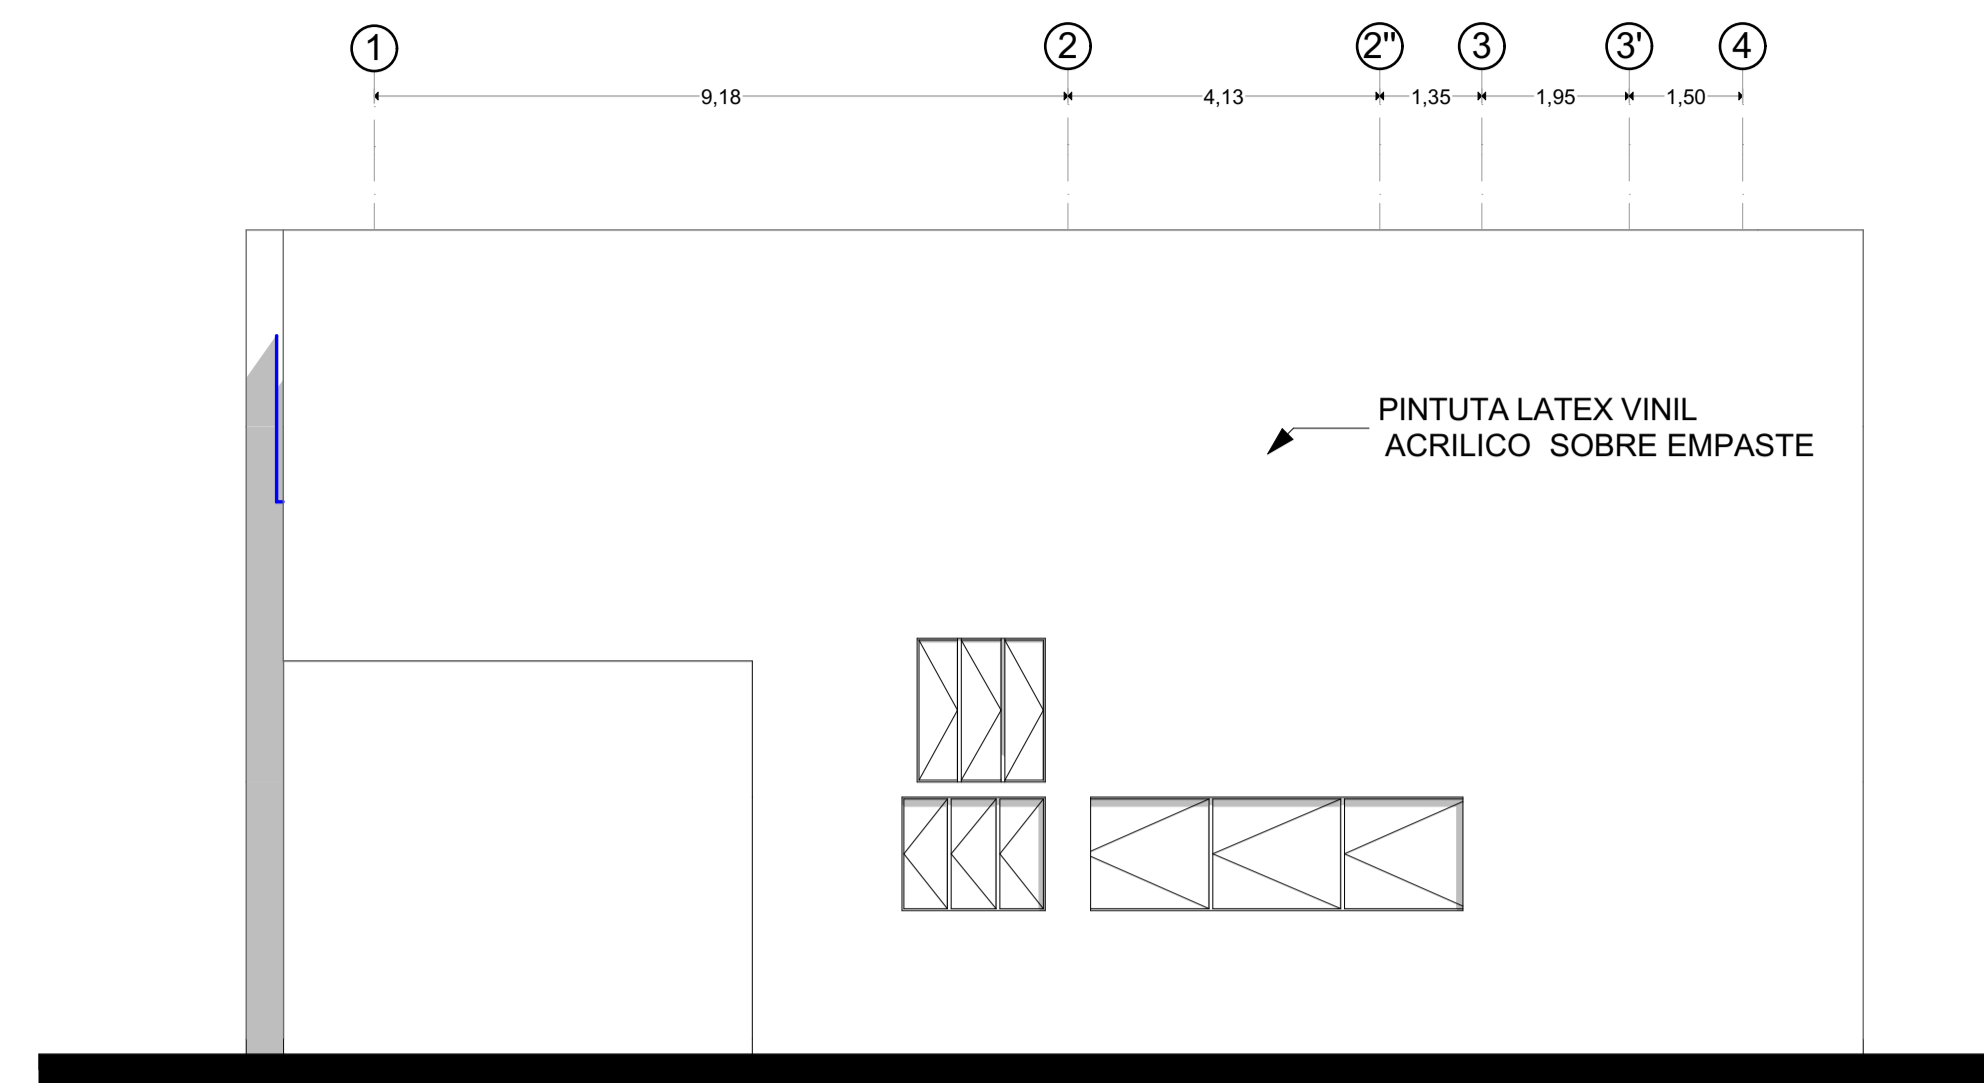 1 2 2" 3 3' 4
9,18 4,13 1,35 1,95 1,50
PINTUTA LATEX VINIL
ACRILICO SOBRE EMPASTE